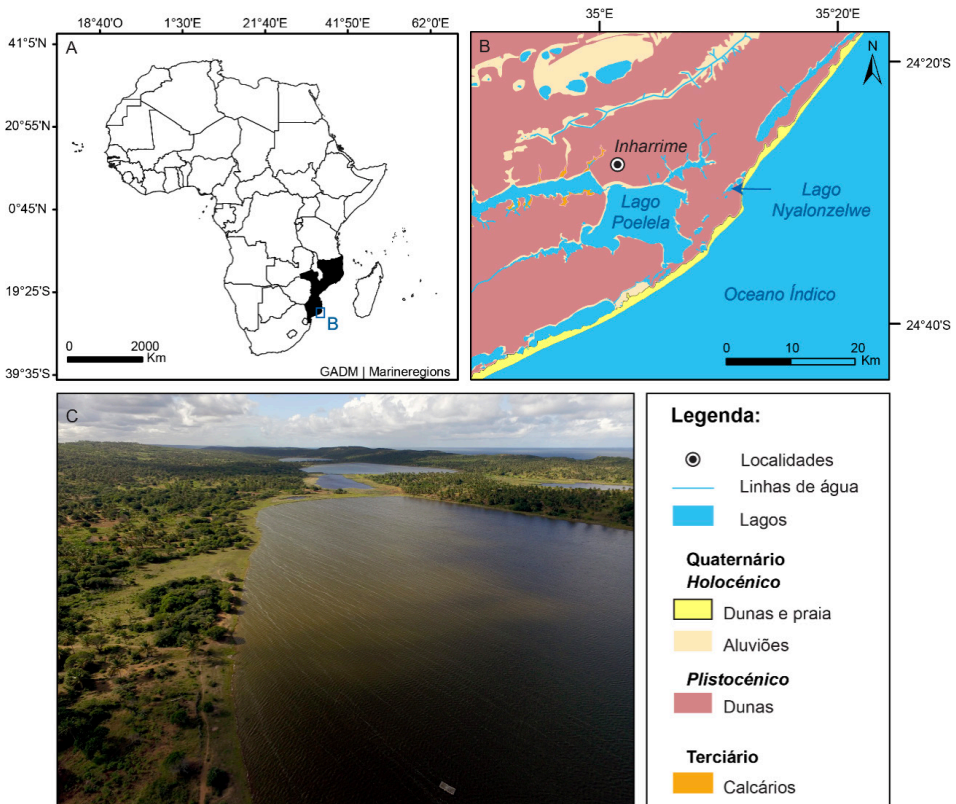 18°40'O 1°30'E 21°40'E 41°50'E 62°0'E
41°5'N
20°55'N
0°45'N
19°25'S
39°35'S
A
B
0 2000
Km
GADM | Marineregions
35°E 35°20'E
24°20'S
24°40'S
B
N
Inharrime
Lago
Poelela
Lago
Nyalonzelwe
Oceano Índico
0 10 20
Km
C
Legenda:
Localidades
Linhas de água
Lagos
Quaternário
Holocénico
Dunas e praia
Aluviões
Plistocénico
Dunas
Terciário
Calcários